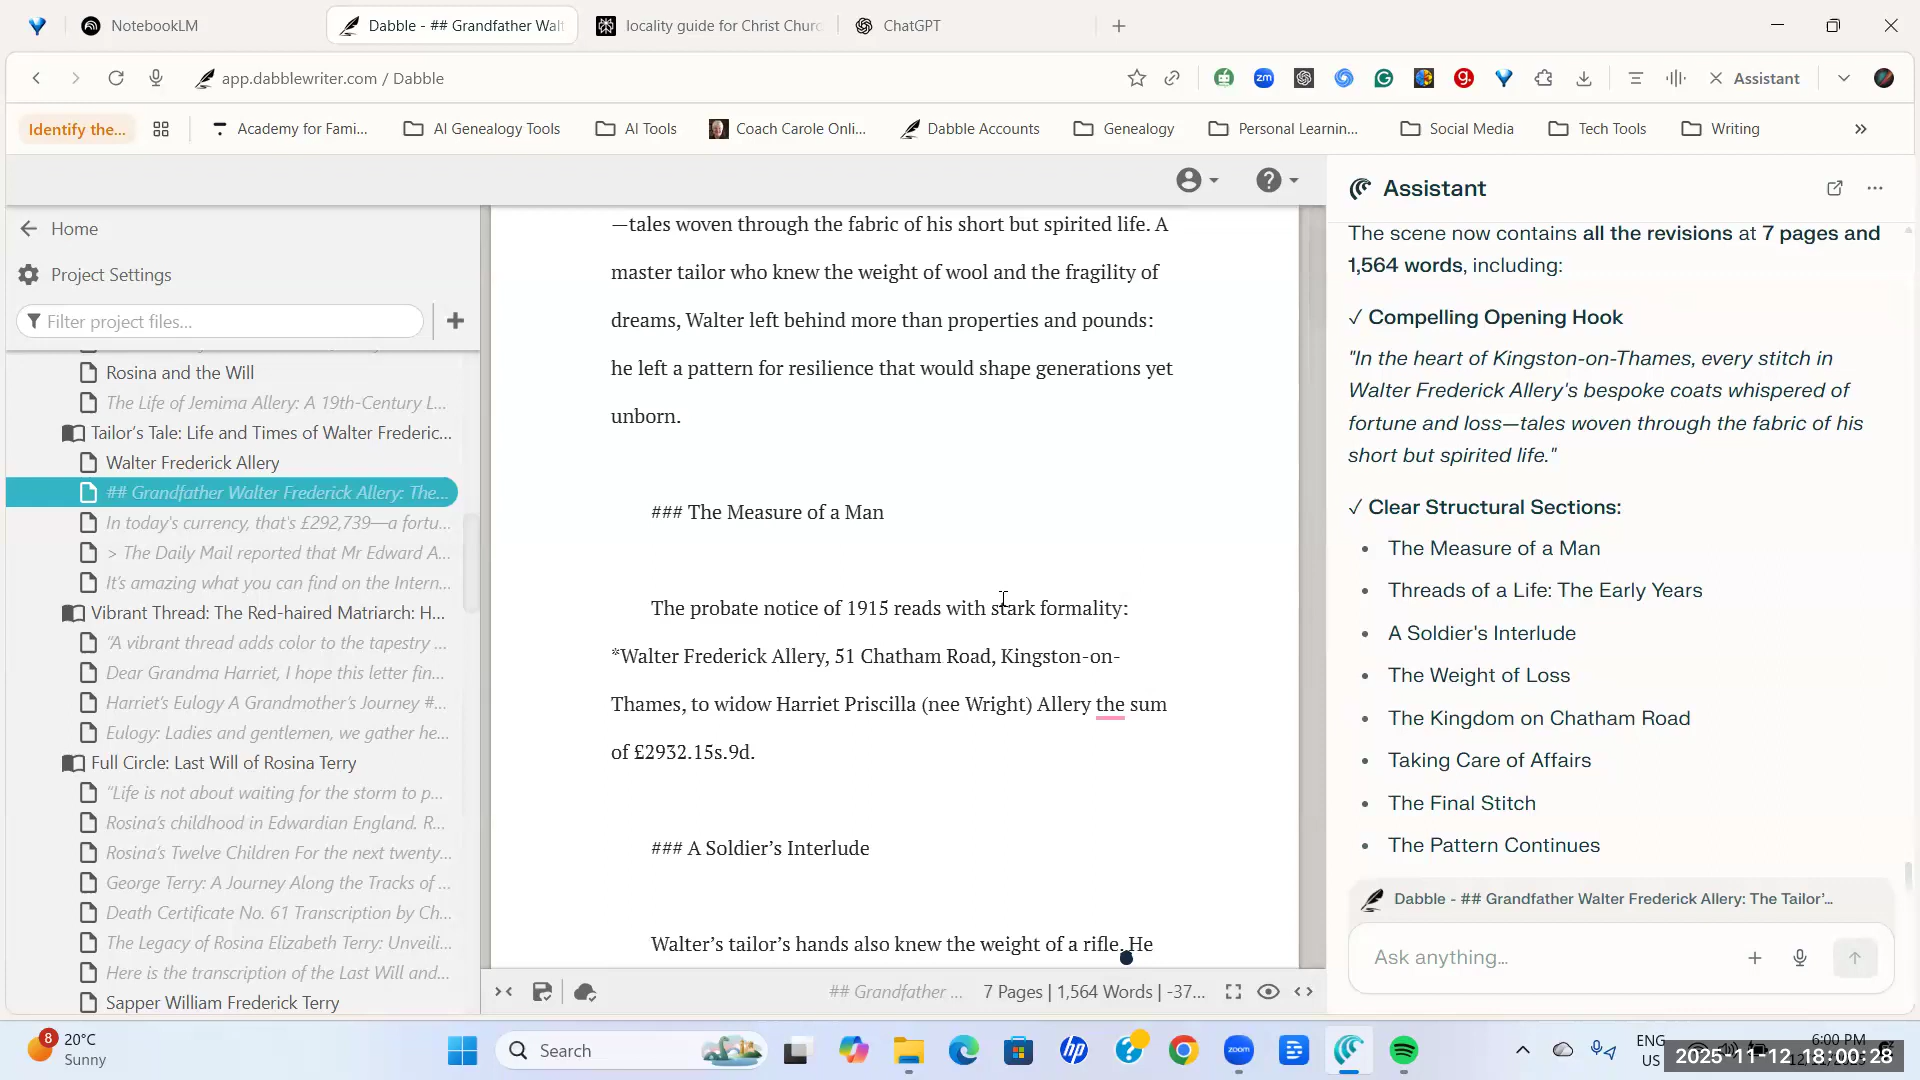 NotebookLM
Dabble - ## Grandfather Walt
locality guide for Christ Churc
ChatGPT
app.dabblewriter.com / Dabble
Assistant
Identify the...
Academy for Fami...
AI Genealogy Tools
AI Tools
Coach Carole Onli...
Dabble Accounts
Genealogy
Personal Learnin...
Social Media
Tech Tools
Writing
Home
Project Settings
Filter project files...
Rosina and the Will
The Life of Jemima Allery: A 19th-Century L...
Tailor's Tale: Life and Times of Walter Frederic...
Walter Frederick Allery
## Grandfather Walter Frederick Allery: The...
In today's currency, that's £292,739—a fortu...
> The Daily Mail reported that Mr Edward A...
It's amazing what you can find on the Intern...
Vibrant Thread: The Red-haired Matriarch: H...
“A vibrant thread adds color to the tapestry ...
Dear Grandma Harriet, I hope this letter fin...
Harriet's Eulogy A Grandmother's Journey #...
Eulogy: Ladies and gentlemen, we gather he...
Full Circle: Last Will of Rosina Terry
“Life is not about waiting for the storm to p...
Rosina's childhood in Edwardian England. R...
Rosina's Twelve Children For the next twenty...
George Terry: A Journey Along the Tracks of ...
Death Certificate No. 61 Transcription by Ch...
The Legacy of Rosina Elizabeth Terry: Unveili...
Here is the transcription of the Last Will and...
Sapper William Frederick Terry
—tales woven through the fabric of his short but spirited life. A
master tailor who knew the weight of wool and the fragility of
dreams, Walter left behind more than properties and pounds:
he left a pattern for resilience that would shape generations yet
unborn.
### The Measure of a Man
The probate notice of 1915 reads with stark formality:
*Walter Frederick Allery, 51 Chatham Road, Kingston-on-
Thames, to widow Harriet Priscilla (nee Wright) Allery the sum
of £2932.15s.9d.
### A Soldier’s Interlude
Walter’s tailor’s hands also knew the weight of a rifle. He
## Grandfather ...
7 Pages | 1,564 Words | -37...
Assistant
The scene now contains all the revisions at 7 pages and
1,564 words, including:
✓ Compelling Opening Hook
"In the heart of Kingston-on-Thames, every stitch in
Walter Frederick Allery's bespoke coats whispered of
fortune and loss—tales woven through the fabric of his
short but spirited life."
✓ Clear Structural Sections:
• The Measure of a Man
• Threads of a Life: The Early Years
• A Soldier's Interlude
• The Weight of Loss
• The Kingdom on Chatham Road
• Taking Care of Affairs
• The Final Stitch
• The Pattern Continues
Dabble - ## Grandfather Walter Frederick Allery: The Tailor'...
Ask anything...
8
20°C
Sunny
Search
ENG
US
6:00 PM
2025-11-12 18:00:28